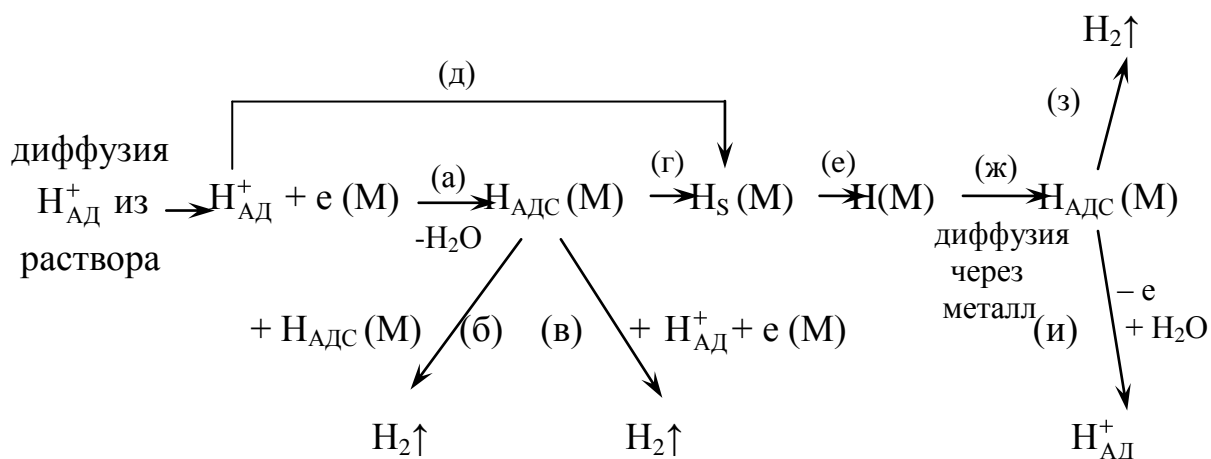 H₂↑
(д)
(з)
диффузия
H⁺АД из
раствора
H⁺АД + e (M)
(а)
-H₂O
HАДС (M)
(г)
HS (M)
(е)
H(M)
(ж)
диффузия
через
металл
HАДС (M)
+ HАДС (M)
(б)
(в)
+ H⁺АД + e (M)
(и)
– e
+ H₂O
H₂↑
H₂↑
H⁺АД